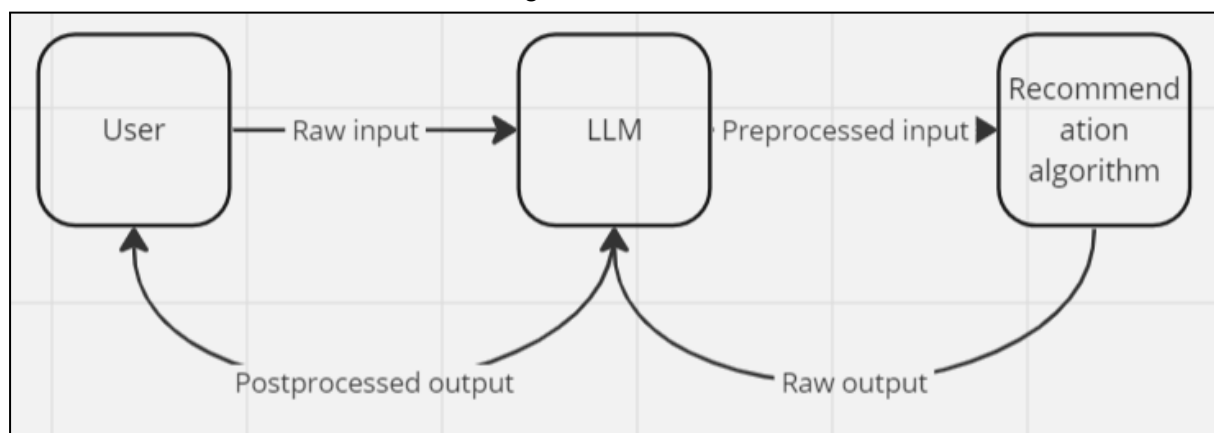 User
Raw input
LLM
Preprocessed input
Recommend
ation
algorithm
Postprocessed output
Raw output